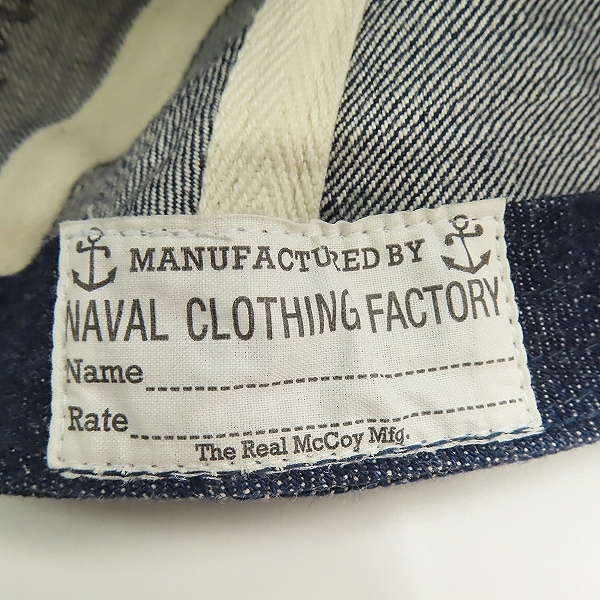 MANUFACTURED BY
NAVAL CLOTHING FACTORY
Name
Rate
The Real McCoy Mfg.